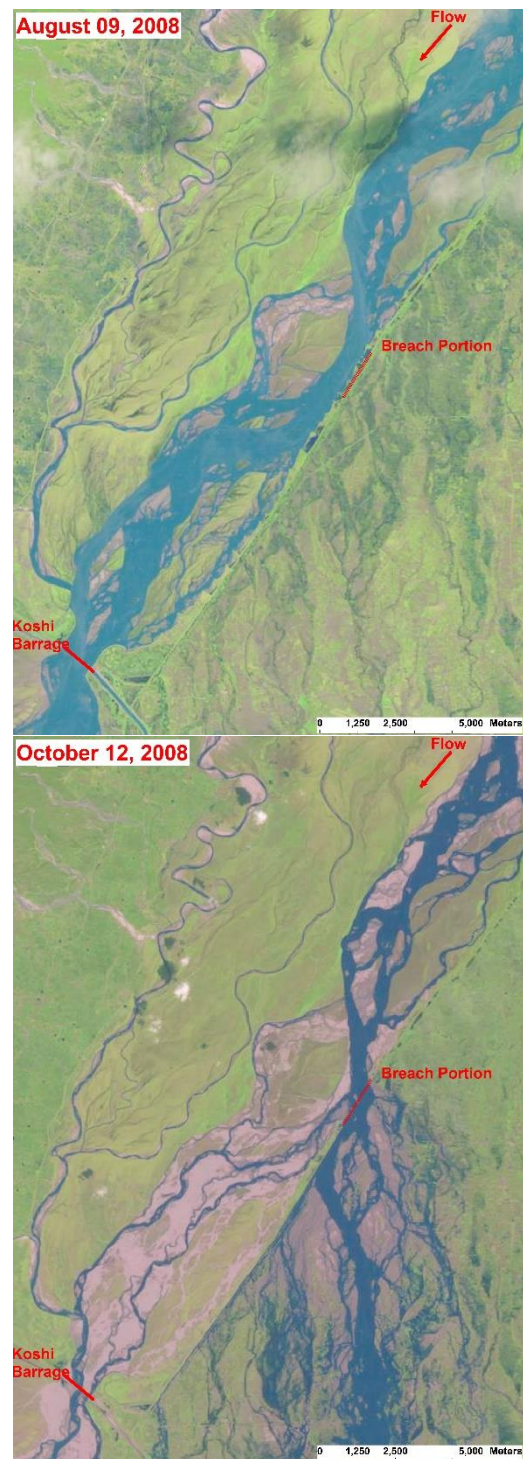 August 09, 2008
Flow
Breach Portion
Koshi
Barrage
0 1,250 2,500 5,000 Meters
October 12, 2008
Flow
Breach Portion
Koshi
Barrage
0 1,250 2,500 5,000 Meters